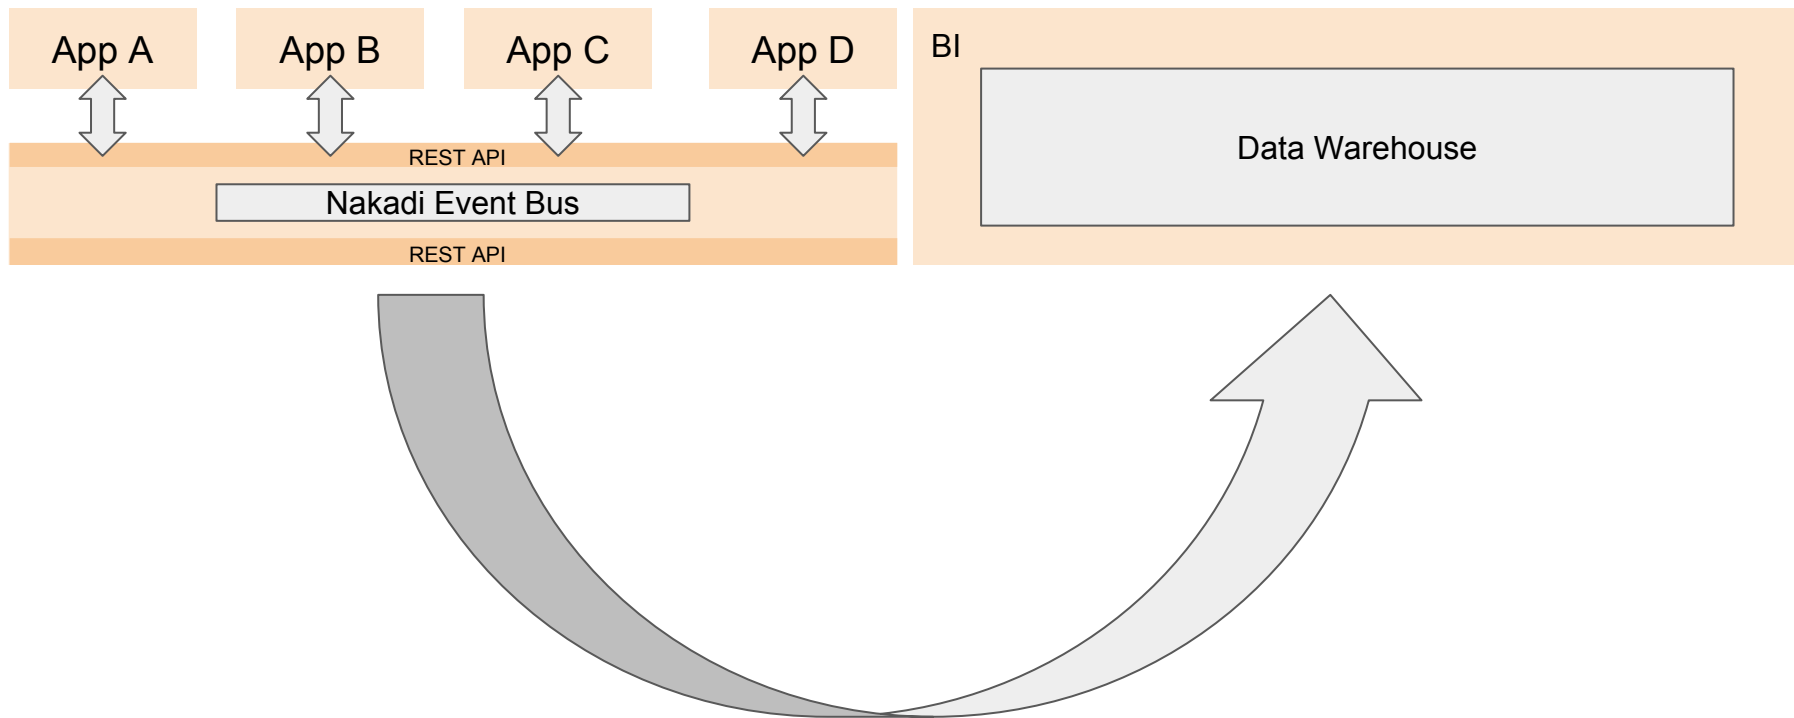 App A
App B
App C
App D
REST API
Nakadi Event Bus
REST API
BI
Data Warehouse